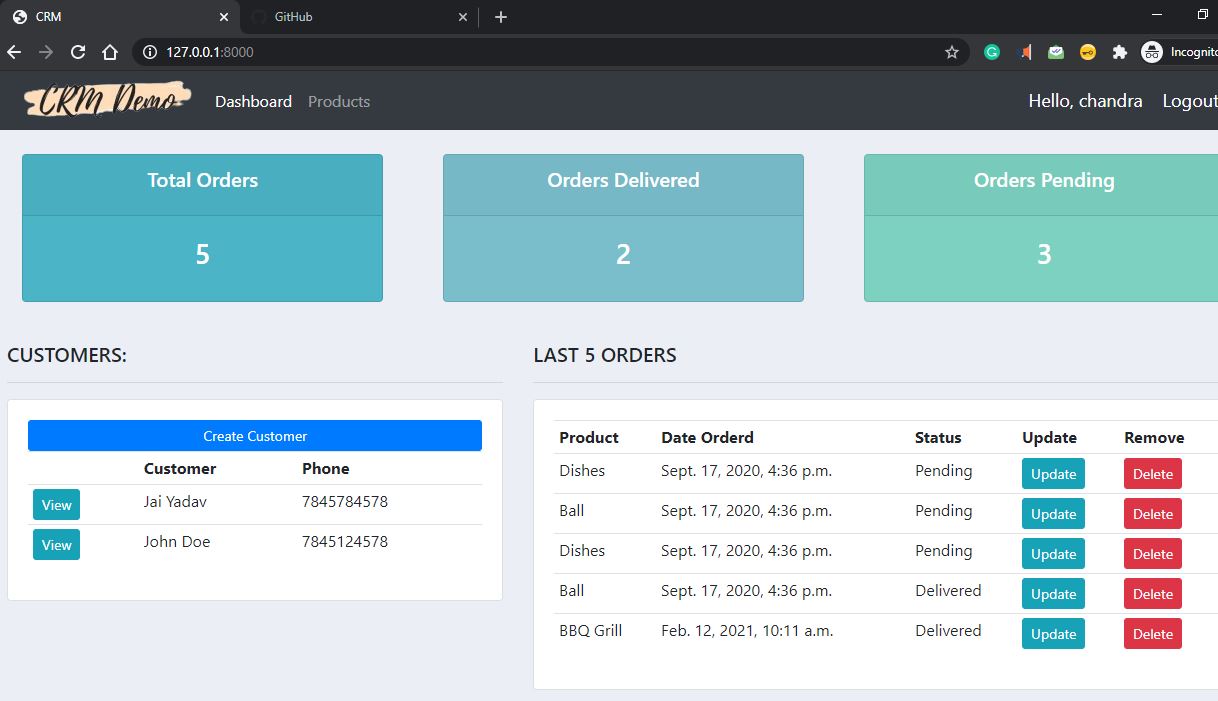 CRM
GitHub
127.0.0.1:8000
Incognito
CRM Demo
Dashboard Products
Hello, chandra Logout
Total Orders
5
Orders Delivered
2
Orders Pending
3
CUSTOMERS:
Create Customer
Customer Phone
View Jai Yadav 7845784578
View John Doe 7845124578
LAST 5 ORDERS
Product Date Orderd Status Update Remove
Dishes Sept. 17, 2020, 4:36 p.m. Pending Update Delete
Ball Sept. 17, 2020, 4:36 p.m. Pending Update Delete
Dishes Sept. 17, 2020, 4:36 p.m. Pending Update Delete
Ball Sept. 17, 2020, 4:36 p.m. Delivered Update Delete
BBQ Grill Feb. 12, 2021, 10:11 a.m. Delivered Update Delete